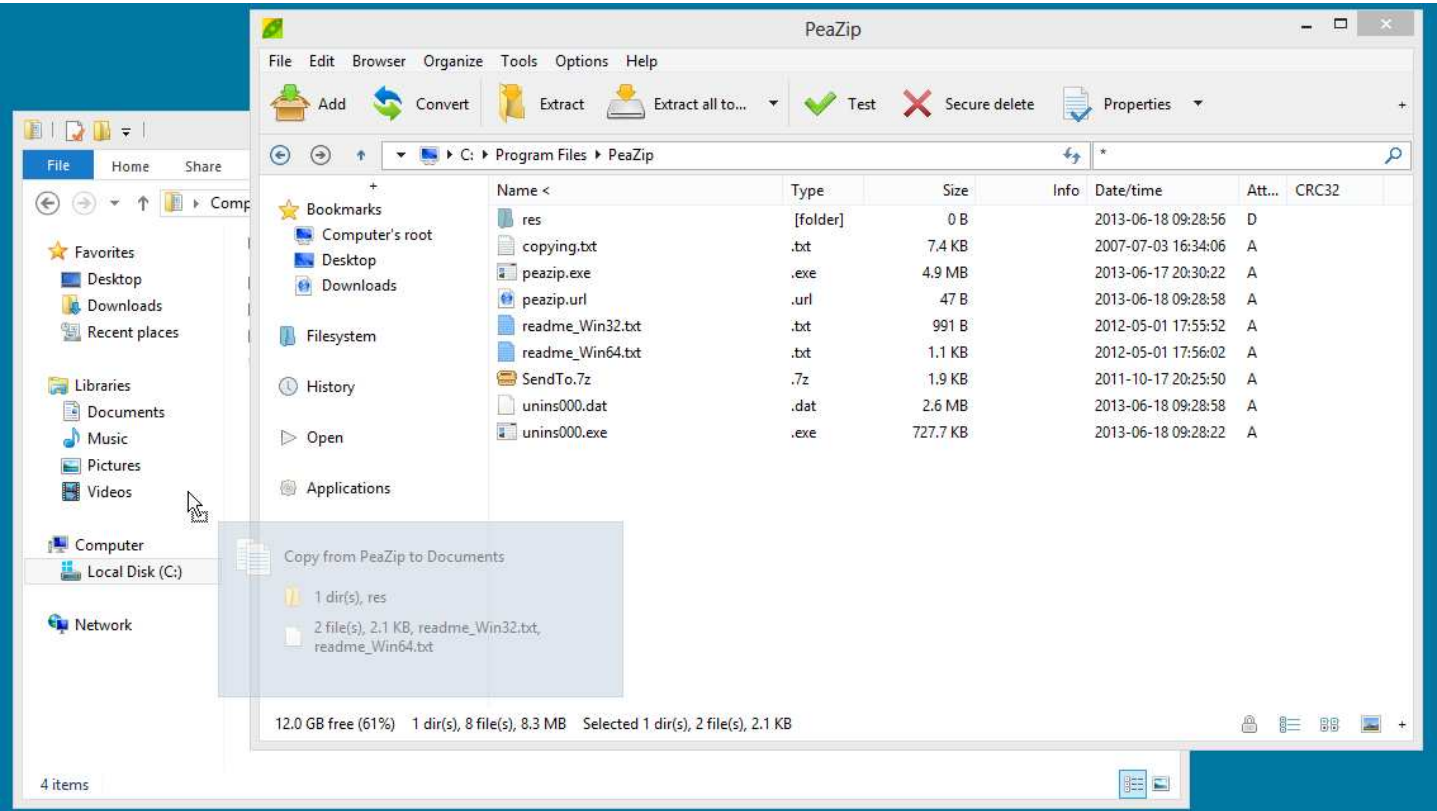 PeaZip
File Edit Browser Organize Tools Options Help
Add Convert Extract Extract all to... Test Secure delete Properties +
C: Program Files PeaZip *
+
Bookmarks
Computer's root
Desktop
Downloads
Filesystem
History
Open
Applications
Name < Type Size Info Date/time Att... CRC32
res [folder] 0 B 2013-06-18 09:28:56 D
copying.txt .txt 7.4 KB 2007-07-03 16:34:06 A
peazip.exe .exe 4.9 MB 2013-06-17 20:30:22 A
peazip.url .url 47 B 2013-06-18 09:28:58 A
readme_Win32.txt .txt 991 B 2012-05-01 17:55:52 A
readme_Win64.txt .txt 1.1 KB 2012-05-01 17:56:02 A
SendTo.7z .7z 1.9 KB 2011-10-17 20:25:50 A
unins000.dat .dat 2.6 MB 2013-06-18 09:28:58 A
unins000.exe .exe 727.7 KB 2013-06-18 09:28:22 A
12.0 GB free (61%) 1 dir(s), 8 file(s), 8.3 MB Selected 1 dir(s), 2 file(s), 2.1 KB +
File Home Share
Comp
Favorites
Desktop
Downloads
Recent places
Libraries
Documents
Music
Pictures
Videos
Computer
Local Disk (C:)
Network
4 items
Copy from PeaZip to Documents
1 dir(s), res
2 file(s), 2.1 KB, readme_Win32.txt,
readme_Win64.txt